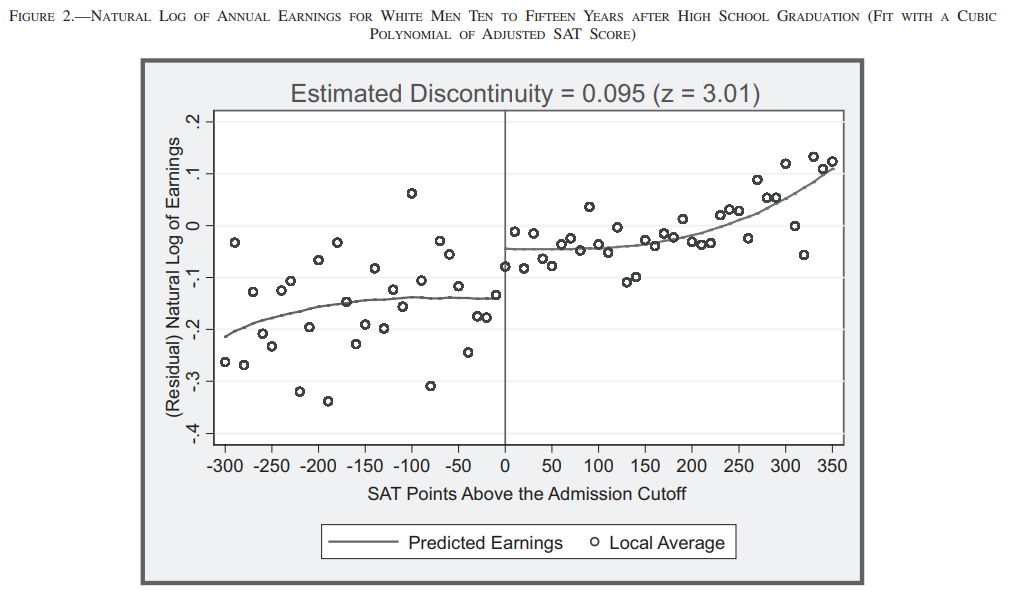 FIGURE 2.—NATURAL LOG OF ANNUAL EARNINGS FOR WHITE MEN TEN TO FIFTEEN YEARS AFTER HIGH SCHOOL GRADUATION (FIT WITH A CUBIC
POLYNOMIAL OF ADJUSTED SAT SCORE)
Estimated Discontinuity = 0.095 (z = 3.01)
(Residual) Natural Log of Earnings
.2
.1
0
-.1
-.2
-.3
-.4
-300 -250 -200 -150 -100 -50 0 50 100 150 200 250 300 350
SAT Points Above the Admission Cutoff
Predicted Earnings Local Average